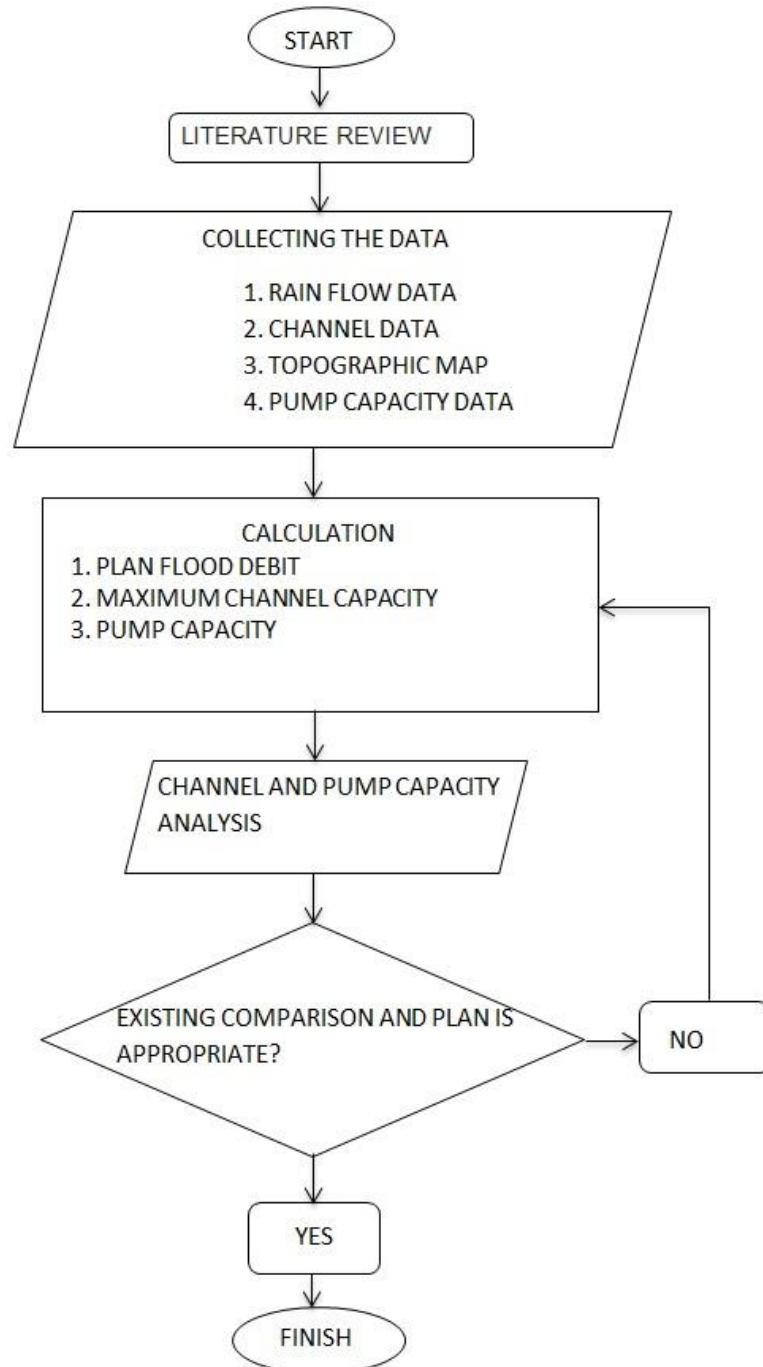 START
LITERATURE REVIEW
COLLECTING THE DATA
1. RAIN FLOW DATA
2. CHANNEL DATA
3. TOPOGRAPHIC MAP
4. PUMP CAPACITY DATA
CALCULATION
1. PLAN FLOOD DEBIT
2. MAXIMUM CHANNEL CAPACITY
3. PUMP CAPACITY
CHANNEL AND PUMP CAPACITY
ANALYSIS
EXISTING COMPARISON AND PLAN IS
APPROPRIATE?
NO
YES
FINISH